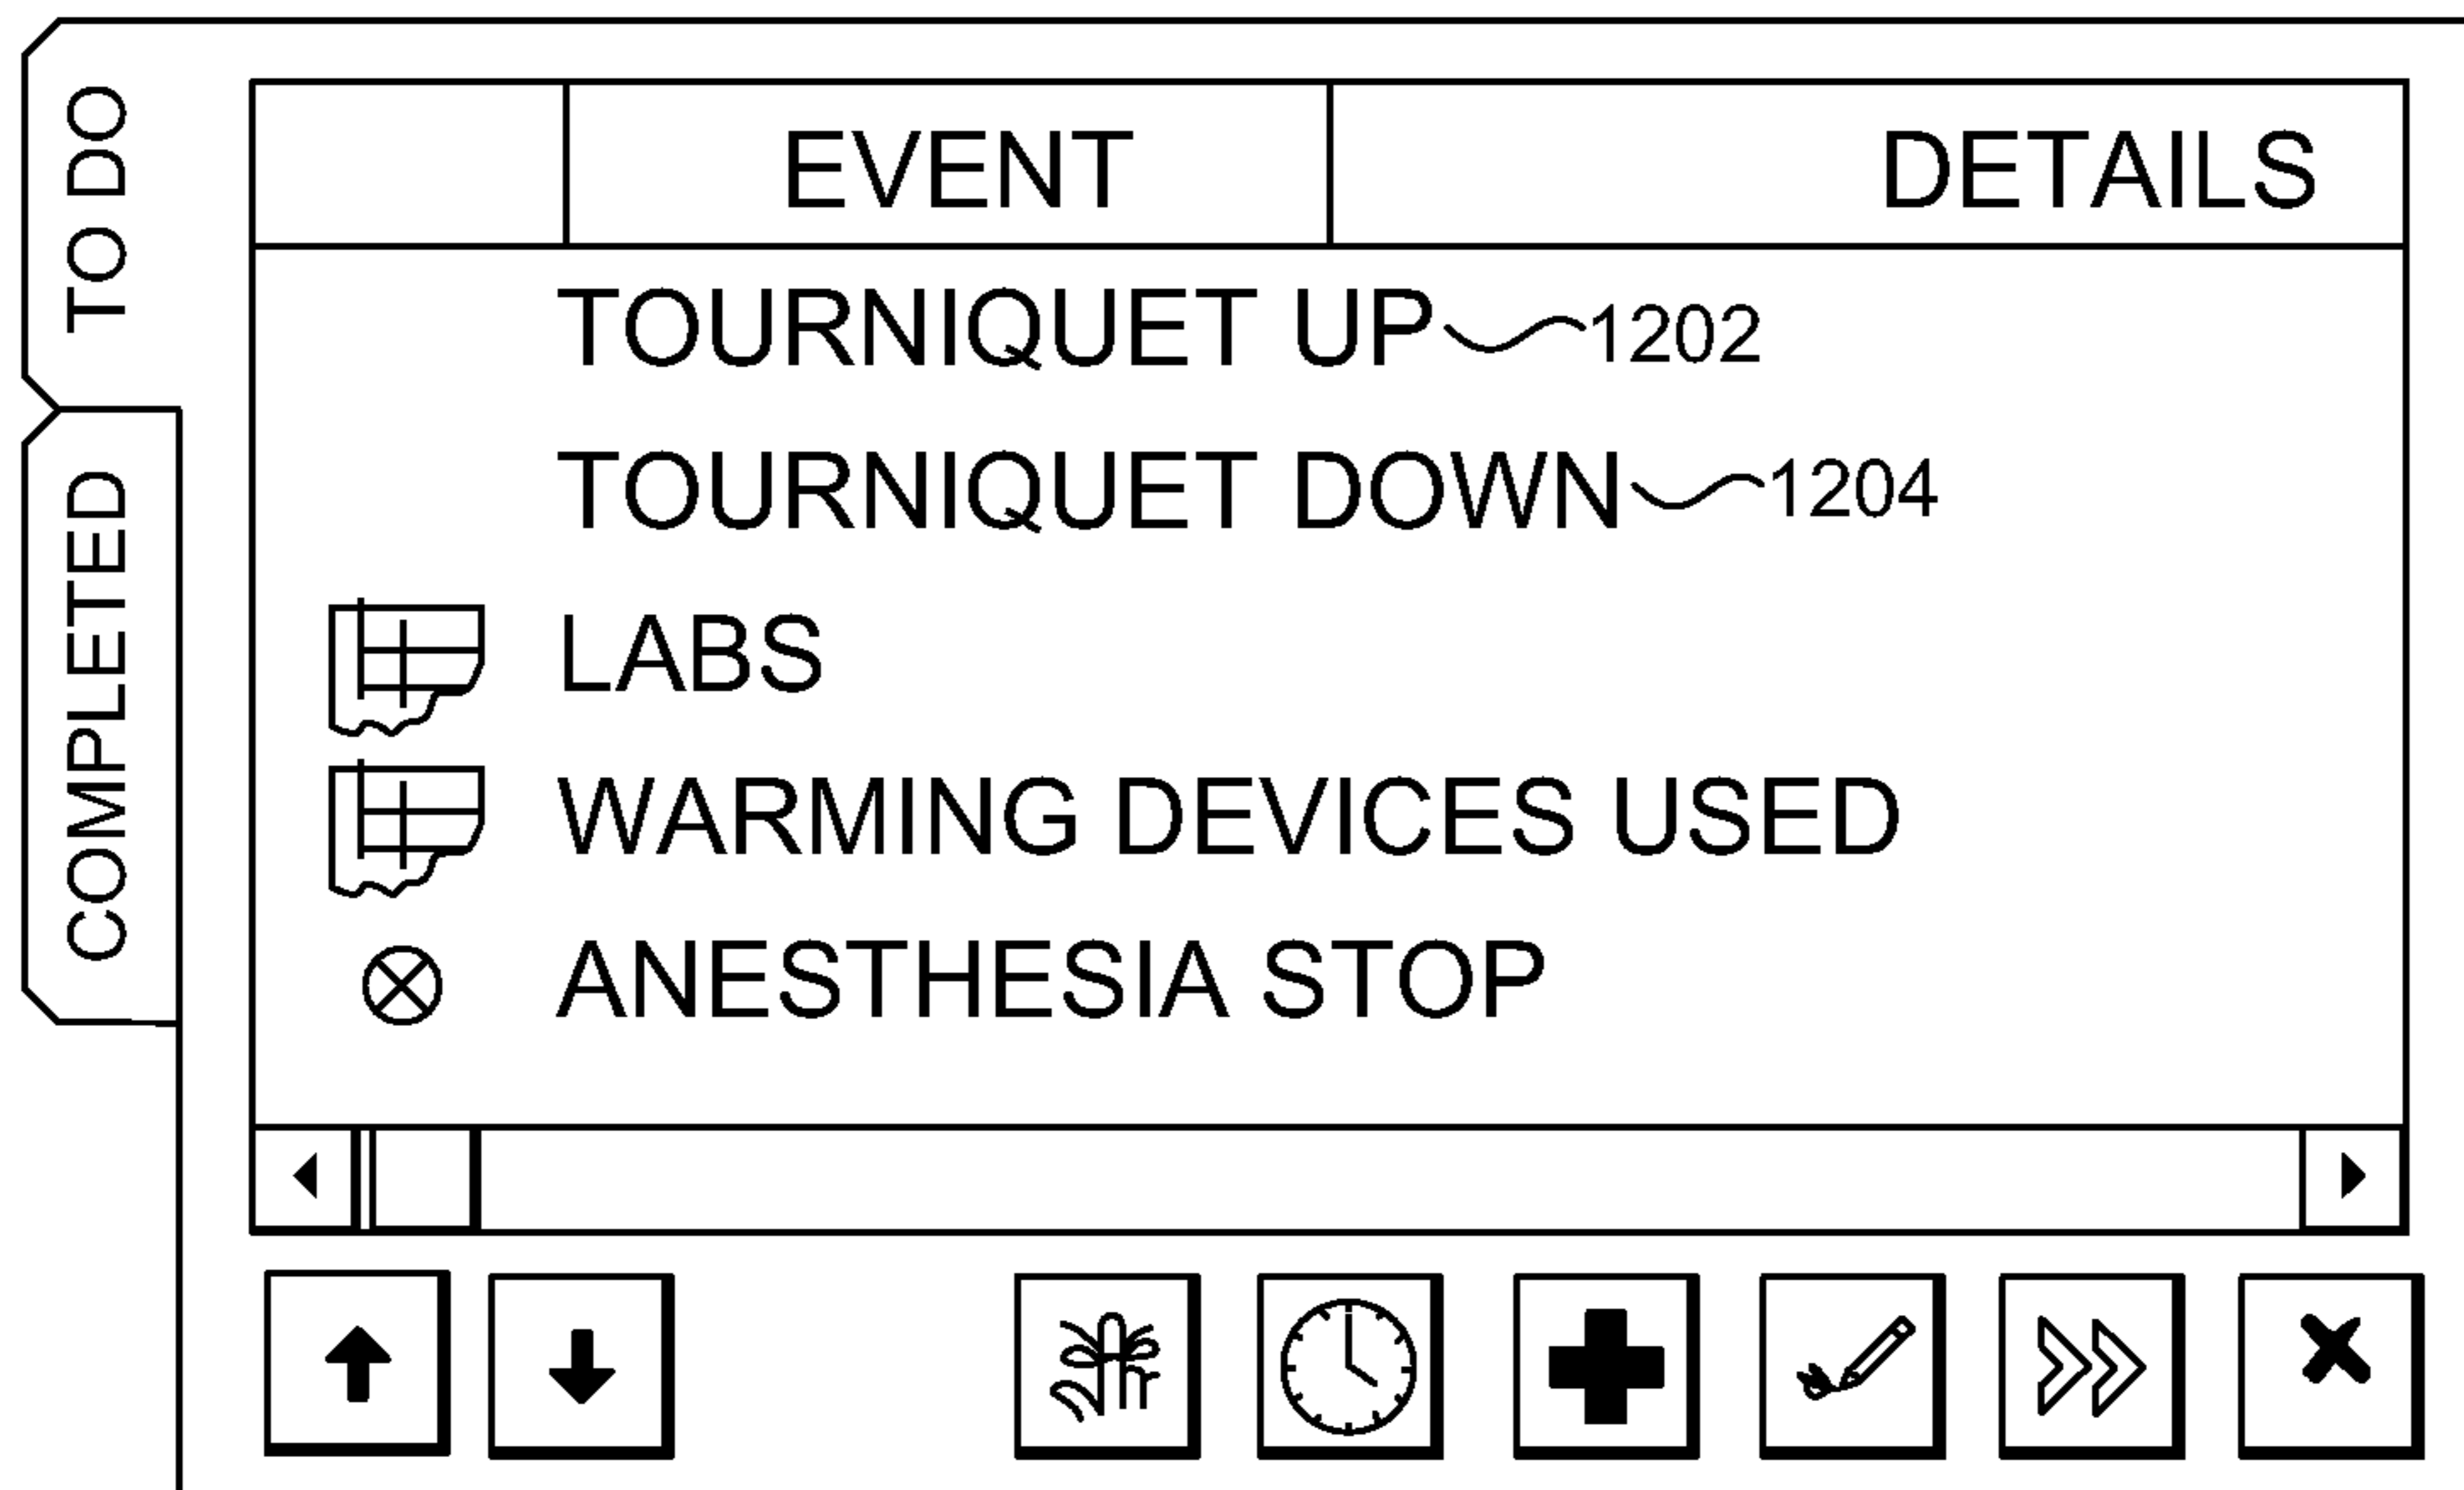 TO DO
COMPLETED
EVENT DETAILS
TOURNIQUET UP 1202
TOURNIQUET DOWN 1204
LABS
WARMING DEVICES USED
ANESTHESIA STOP